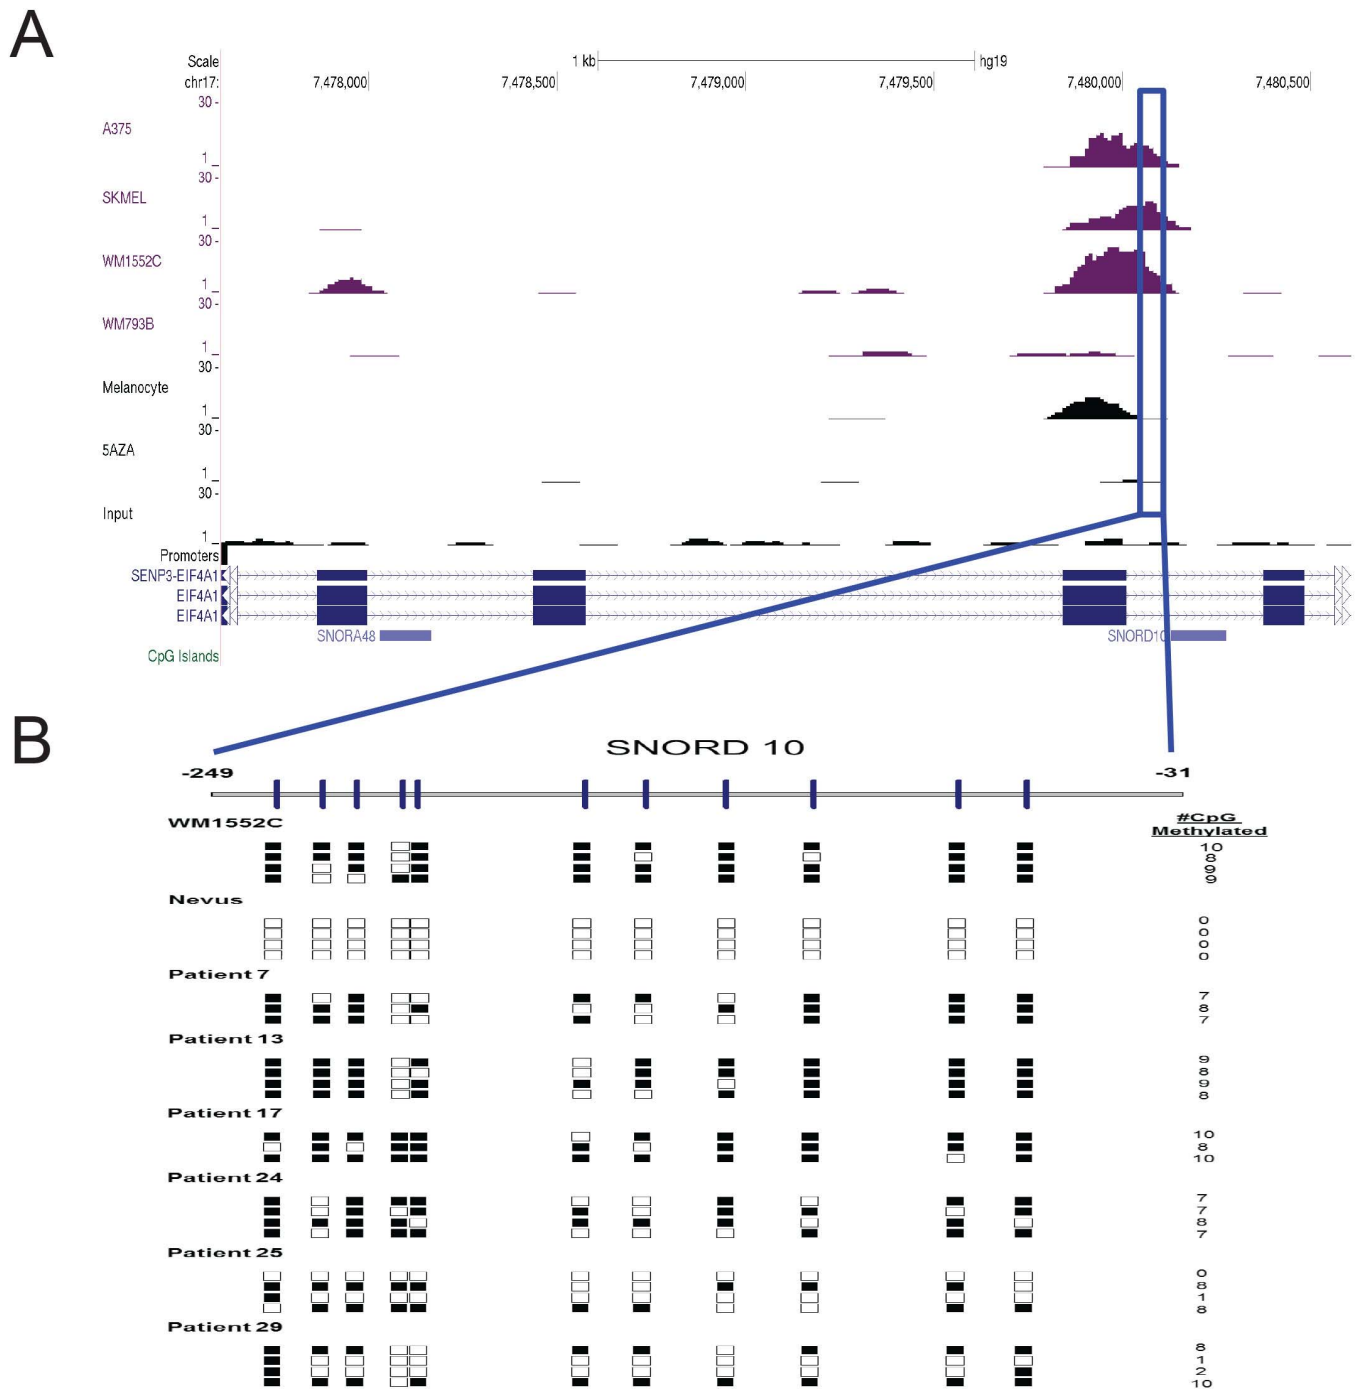 A
Scale 1 kb hg19
chr17: 7,478,000 7,478,500 7,479,000 7,479,500 7,480,000 7,480,500
30
A375
1
30
SKMEL
1
30
WM1552C
1
30
WM793B
1
30
Melanocyte
1
30
5AZA
1
30
Input
1
Promoters
SENP3-EIF4A1
EIF4A1
EIF4A1
SNORA48 SNORD10
CpG Islands
B
SNORD 10
-249 -31
WM1552C
#CpG
Methylated
10
8
9
9
Nevus
0
0
0
0
Patient 7
7
8
7
Patient 13
9
8
9
8
Patient 17
10
8
10
Patient 24
7
7
8
7
Patient 25
0
8
1
8
Patient 29
8
1
2
10